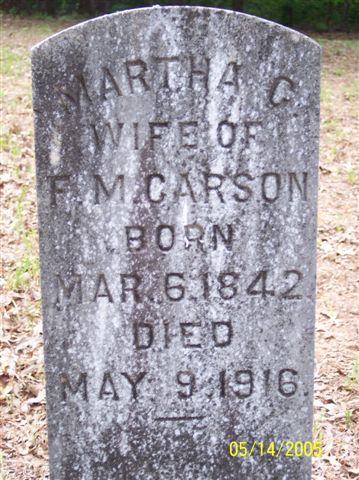 MARTHA C.
WIFE OF
F. M. CARSON
BORN
MAR. 6. 1842.
DIED
MAY. 9. 1916.
05/14/2005